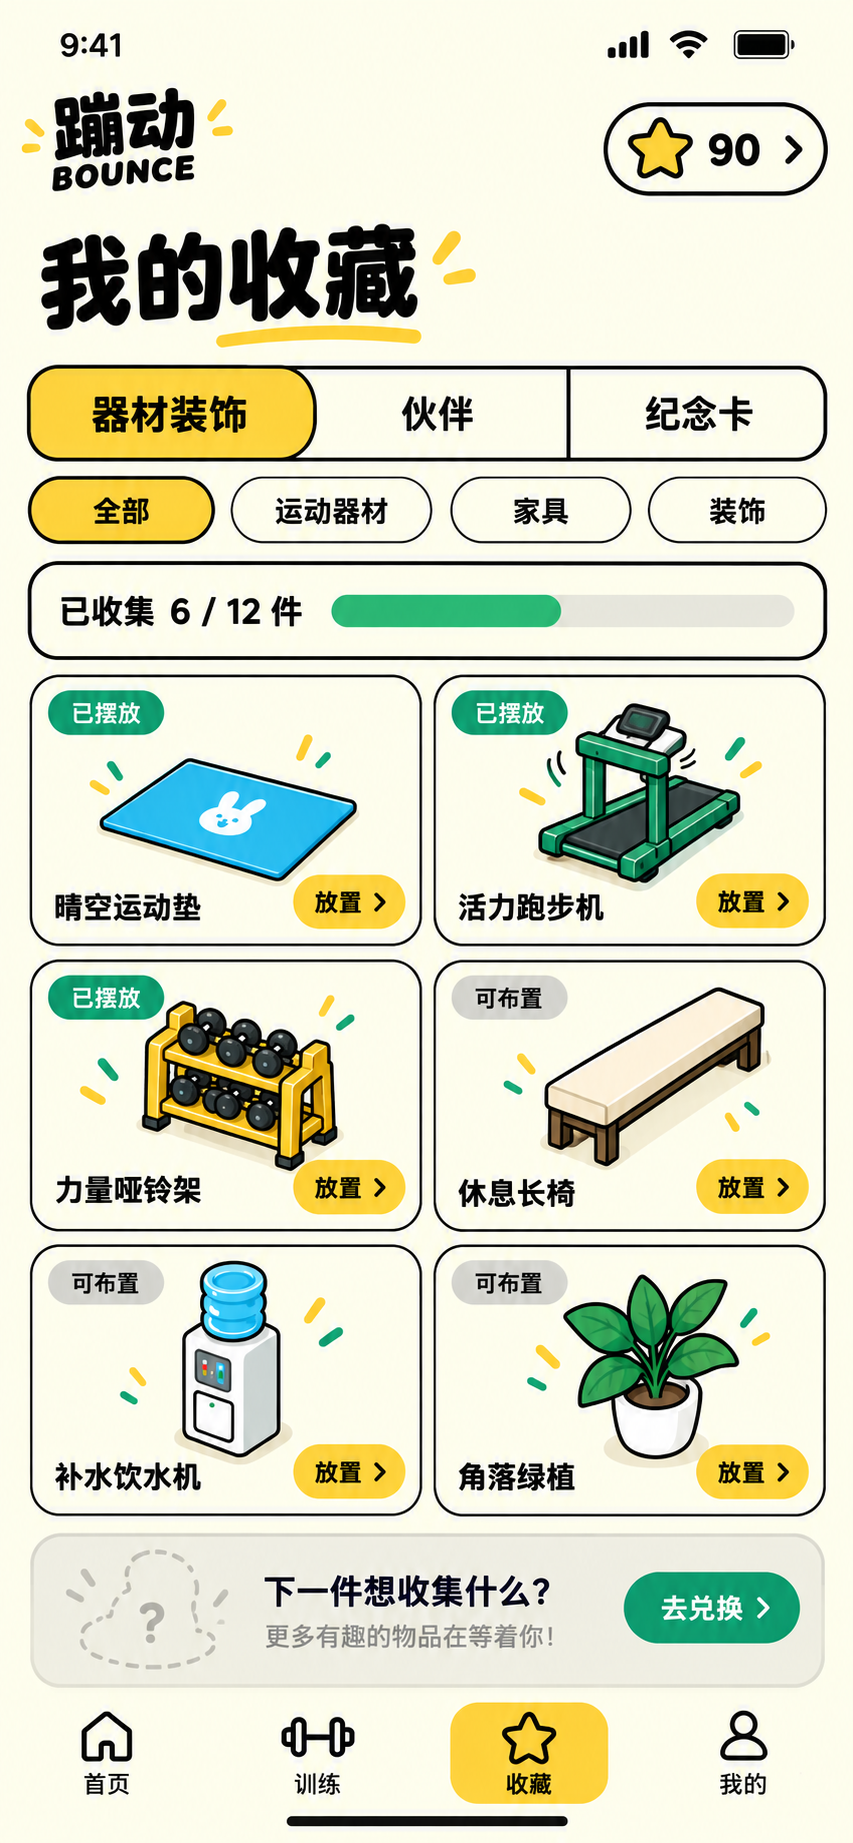 9:41
蹦动
BOUNCE
90
我的收藏
器材装饰
伙伴
纪念卡
全部
运动器材
家具
装饰
已收集 6 / 12 件
已摆放
已摆放
晴空运动垫
放置
活力跑步机
放置
已摆放
可布置
力量哑铃架
放置
休息长椅
放置
可布置
可布置
补水饮水机
放置
角落绿植
放置
?
下一件想收集什么？
更多有趣的物品在等着你！
去兑换
首页
训练
收藏
我的